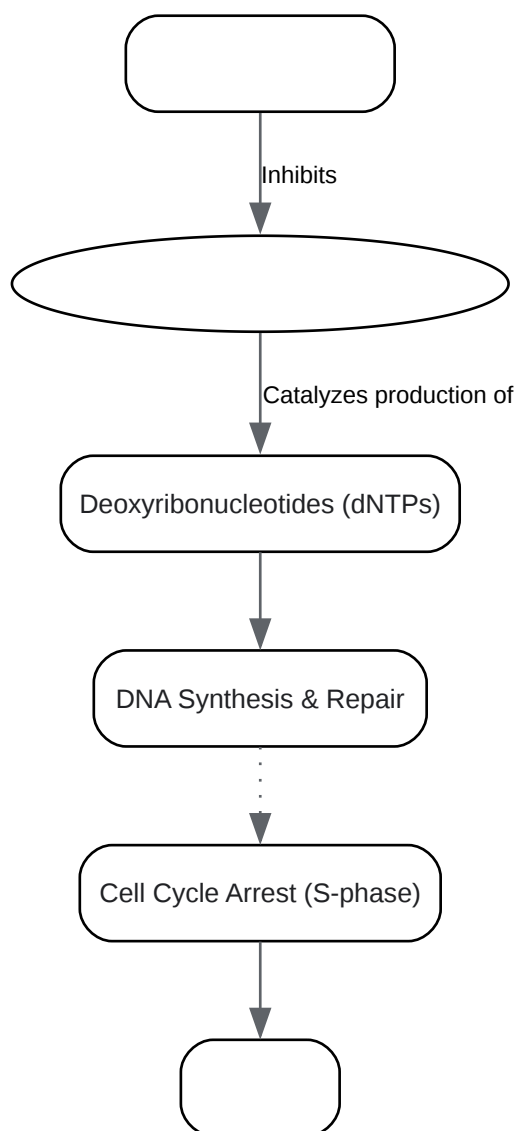 Inhibits
Catalyzes production of
Deoxyribonucleotides (dNTPs)
DNA Synthesis & Repair
Cell Cycle Arrest (S-phase)